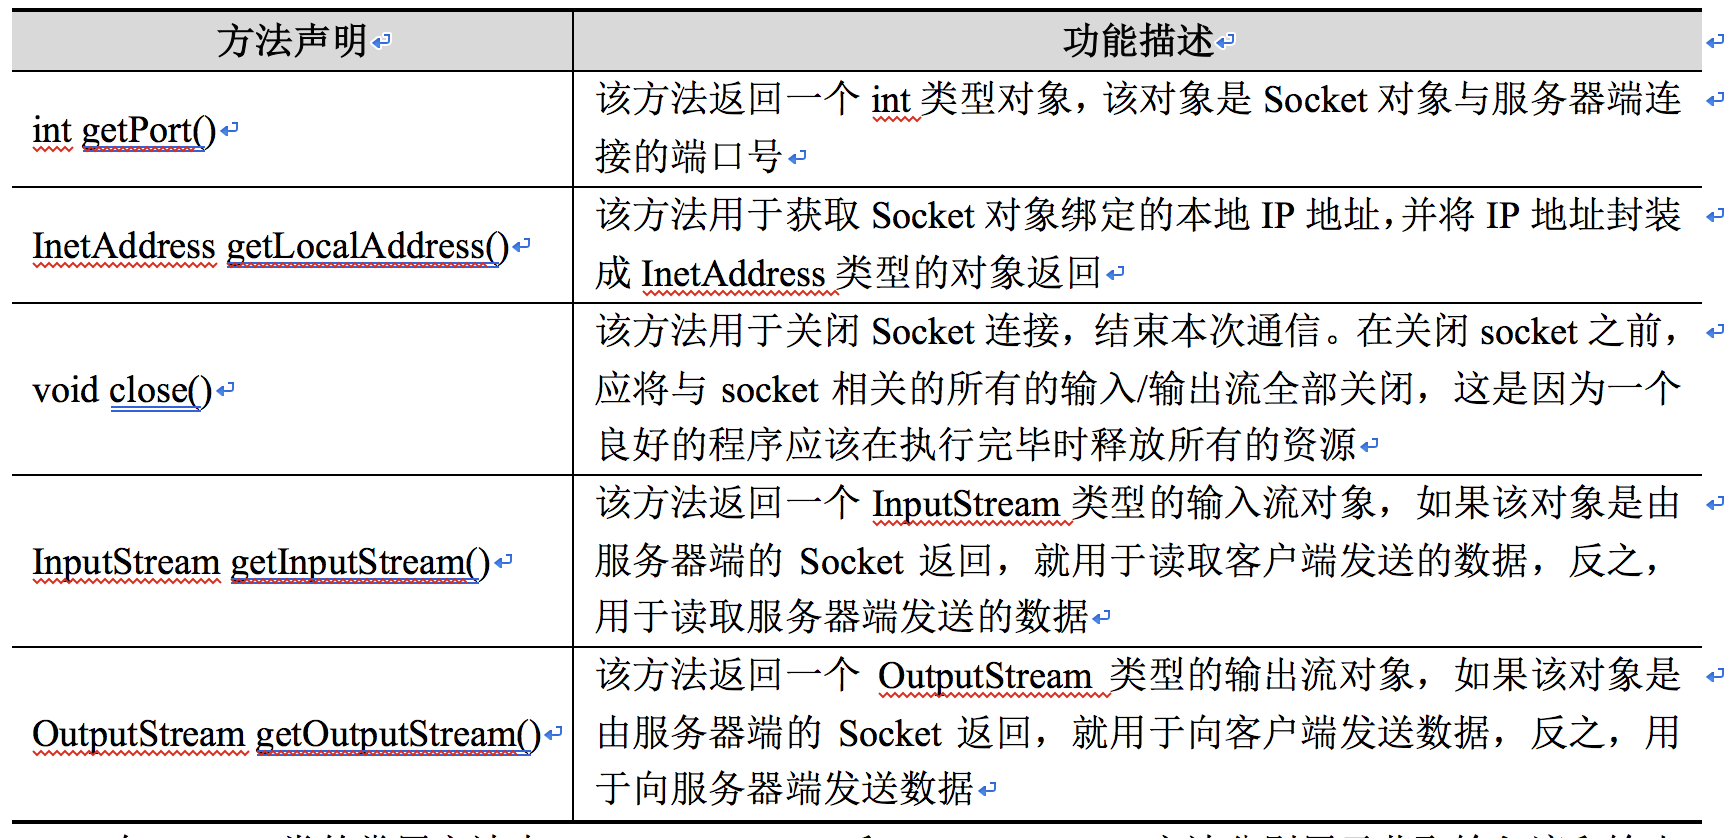 方法声明
功能描述
int getPort()
该方法返回一个 int 类型对象，该对象是 Socket 对象与服务器端连
接的端口号
InetAddress getLocalAddress()
该方法用于获取 Socket 对象绑定的本地 IP 地址，并将 IP 地址封装
成 InetAddress 类型的对象返回
void close()
该方法用于关闭 Socket 连接，结束本次通信。在关闭 socket 之前，
应将与 socket 相关的所有的输入/输出流全部关闭，这是因为一个
良好的程序应该在执行完毕时释放所有的资源
InputStream getInputStream()
该方法返回一个 InputStream 类型的输入流对象，如果该对象是由
服务器端的 Socket 返回，就用于读取客户端发送的数据，反之，
用于读取服务器端发送的数据
OutputStream getOutputStream()
该方法返回一个 OutputStream 类型的输出流对象，如果该对象是
由服务器端的 Socket 返回，就用于向客户端发送数据，反之，用
于向服务器端发送数据